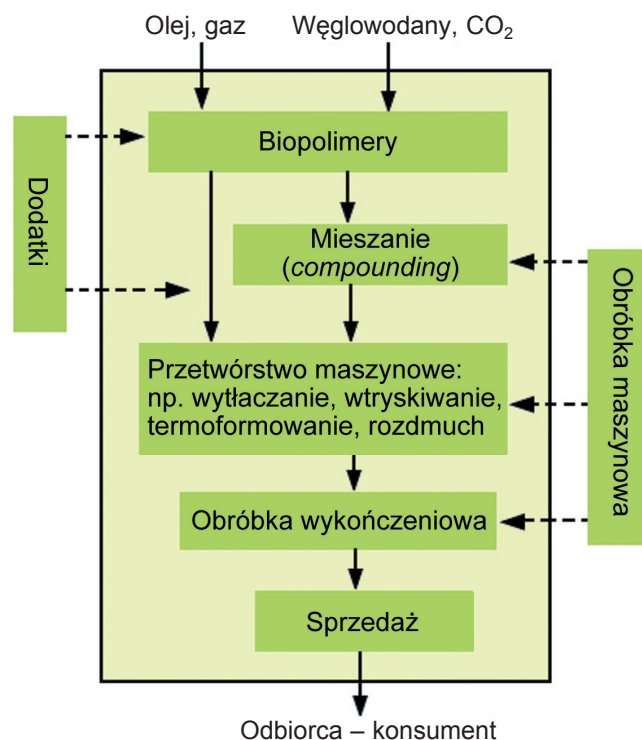 Olej, gaz
Węglowodany, CO₂
Biopolimery
Dodatki
Mieszanie
(compounding)
Obróbka maszynowa
Przetwórstwo maszynowe:
np. wytłaczanie, wtryskiwanie,
termoformowanie, rozdmuch
Obróbka wykończeniowa
Sprzedaż
Odbiorca – konsument